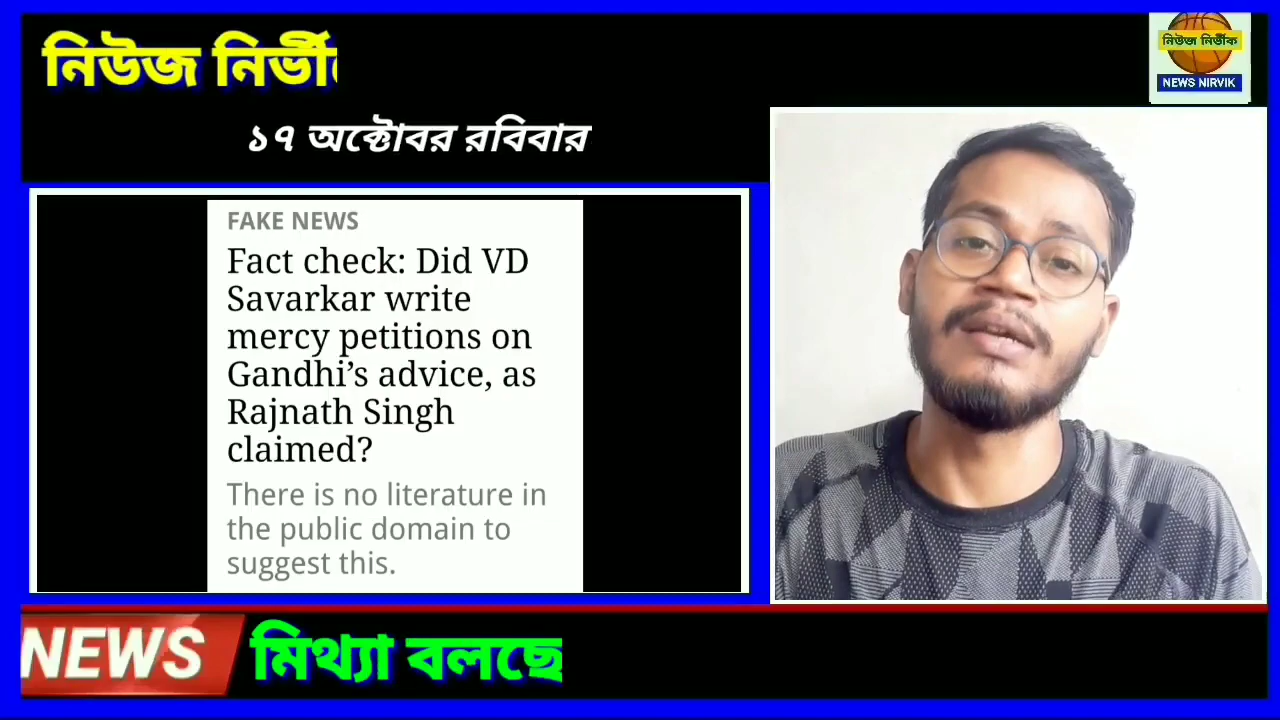 নিউজ নির্ভী
নিউজ নির্ভীক
NEWS NIRVIK
১৭ অক্টোবর রবিবার
FAKE NEWS
Fact check: Did VD
Savarkar write
mercy petitions on
Gandhi’s advice, as
Rajnath Singh
claimed?
There is no literature in
the public domain to
suggest this.
NEWS
মিথ্যা বলছে